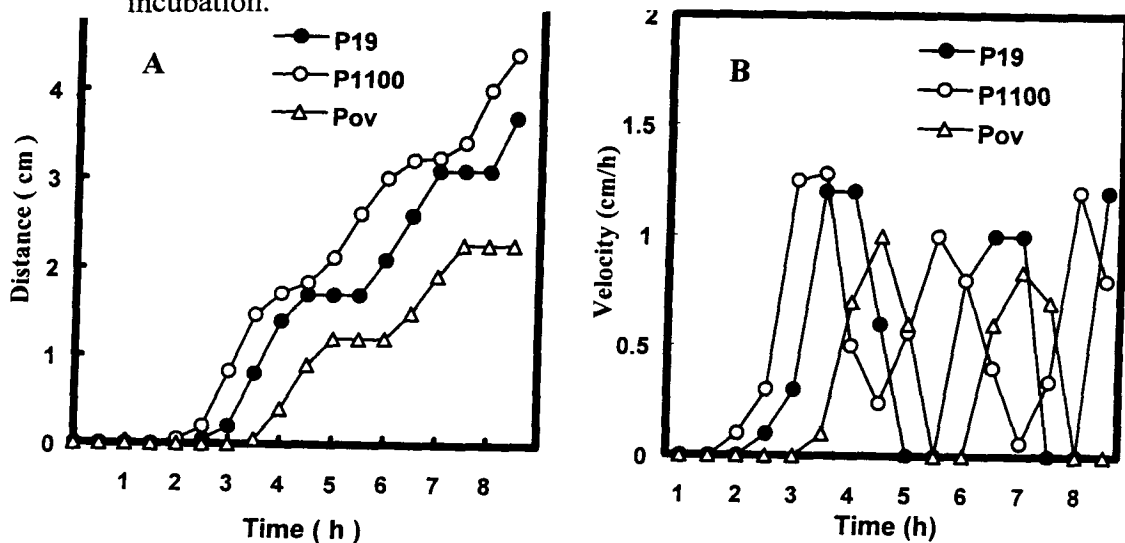 incubation.
A
P19
P1100
Pov
4
3
2
1
0
Distance ( cm )
1 2 3 4 5 6 7 8
Time ( h )
B
P19
P1100
Pov
2
1.5
1
0.5
0
Velocity (cm/h)
1 2 3 4 5 6 7 8
Time (h)